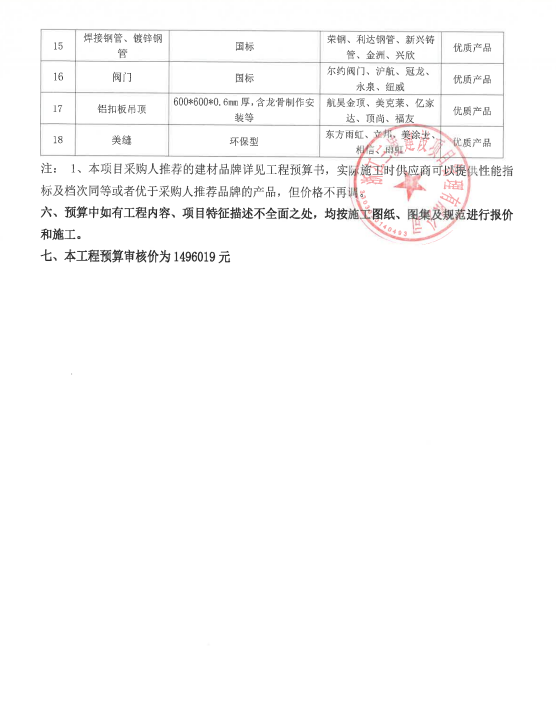 15 焊接钢管、镀锌钢管 国标 荣钢、利达钢管、新兴铸管、金洲、兴欣 优质产品
16 阀门 国标 尔约阀门、沪航、冠龙、永泉、纽威 优质产品
17 铝扣板吊顶 600*600*0.6mm厚,含龙骨制作安装等 航昊金顶、美克莱、亿家达、顶尚、福友 优质产品
18 美缝 环保型 东方雨虹、立邦、美涂士、 优质产品
注： 1、本项目采购人推荐的建材品牌详见工程预算书，实际施工时供应商可以提供性能指
标及档次同等或者优于采购人推荐品牌的产品，但价格不再调。
六、预算中如有工程内容、项目特征描述不全面之处，均按施工图纸、图集及规范进行报价
和施工。
七、本工程预算审核价为 1496019 元